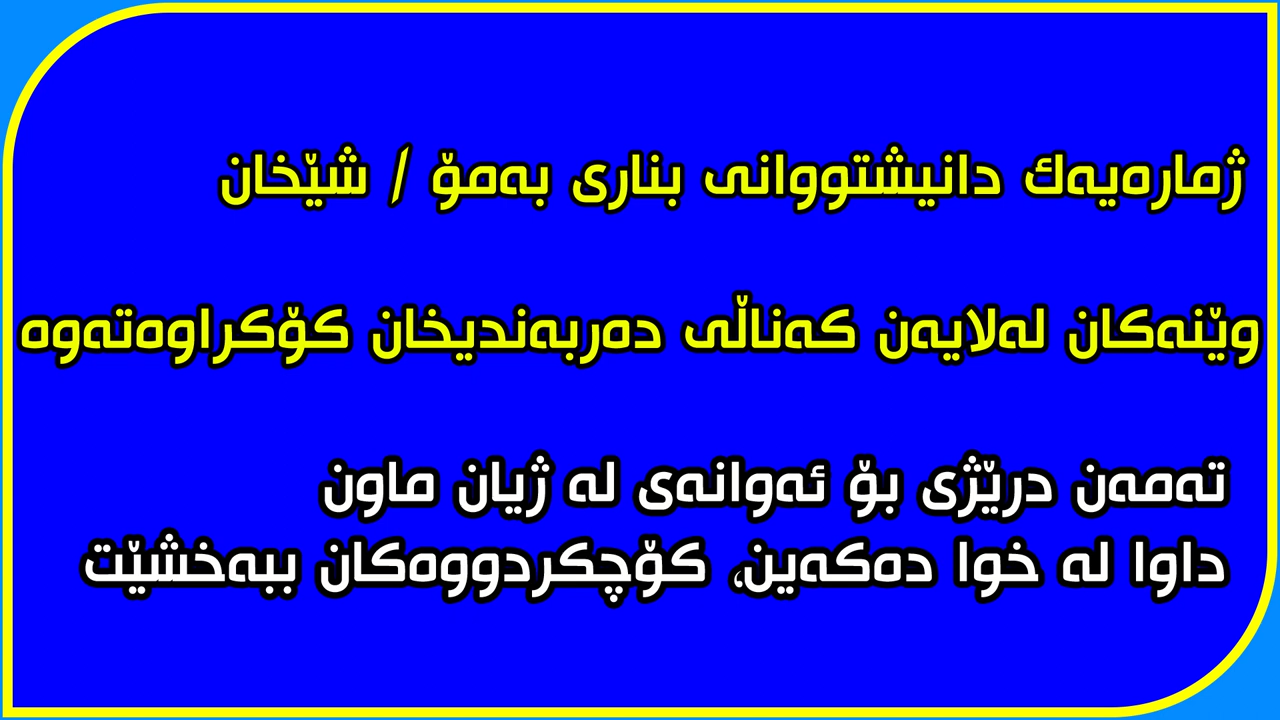 ژمارەیەك دانیشتووانی بناری بەمۆ / شێخان
وێنەکان لەلایەن کەناڵی دەربەندیخان کۆکراوەتەوە
تەمەن درێژی بۆ ئەوانەی لە ژیان ماون
داوا لە خوا دەکەین، کۆچکردووەکان ببەخشێت